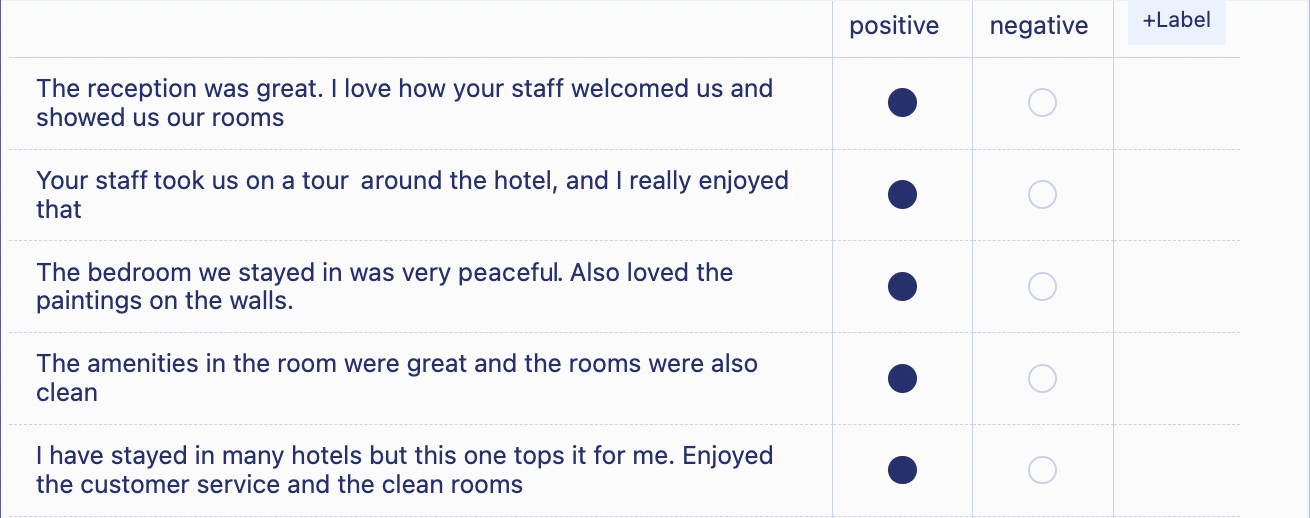 positive negative +Label
The reception was great. I love how your staff welcomed us and
showed us our rooms
Your staff took us on a tour  around the hotel, and I really enjoyed
that
The bedroom we stayed in was very peaceful. Also loved the
paintings on the walls.
The amenities in the room were great and the rooms were also
clean
I have stayed in many hotels but this one tops it for me. Enjoyed
the customer service and the clean rooms